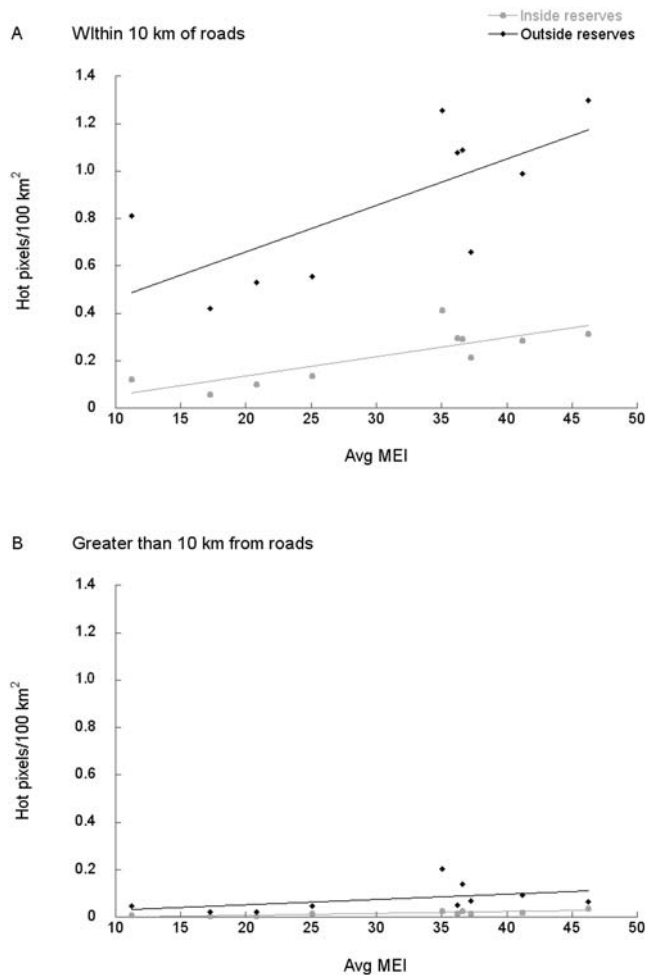 Inside reserves
Outside reserves
A WIthin 10 km of roads
1.4
1.2
1.0
0.8
0.6
0.4
0.2
0
Hot pixels/100 km²
10 15 20 25 30 35 40 45 50
Avg MEI
B Greater than 10 km from roads
1.4
1.2
1.0
0.8
0.6
0.4
0.2
0
Hot pixels/100 km²
10 15 20 25 30 35 40 45 50
Avg MEI